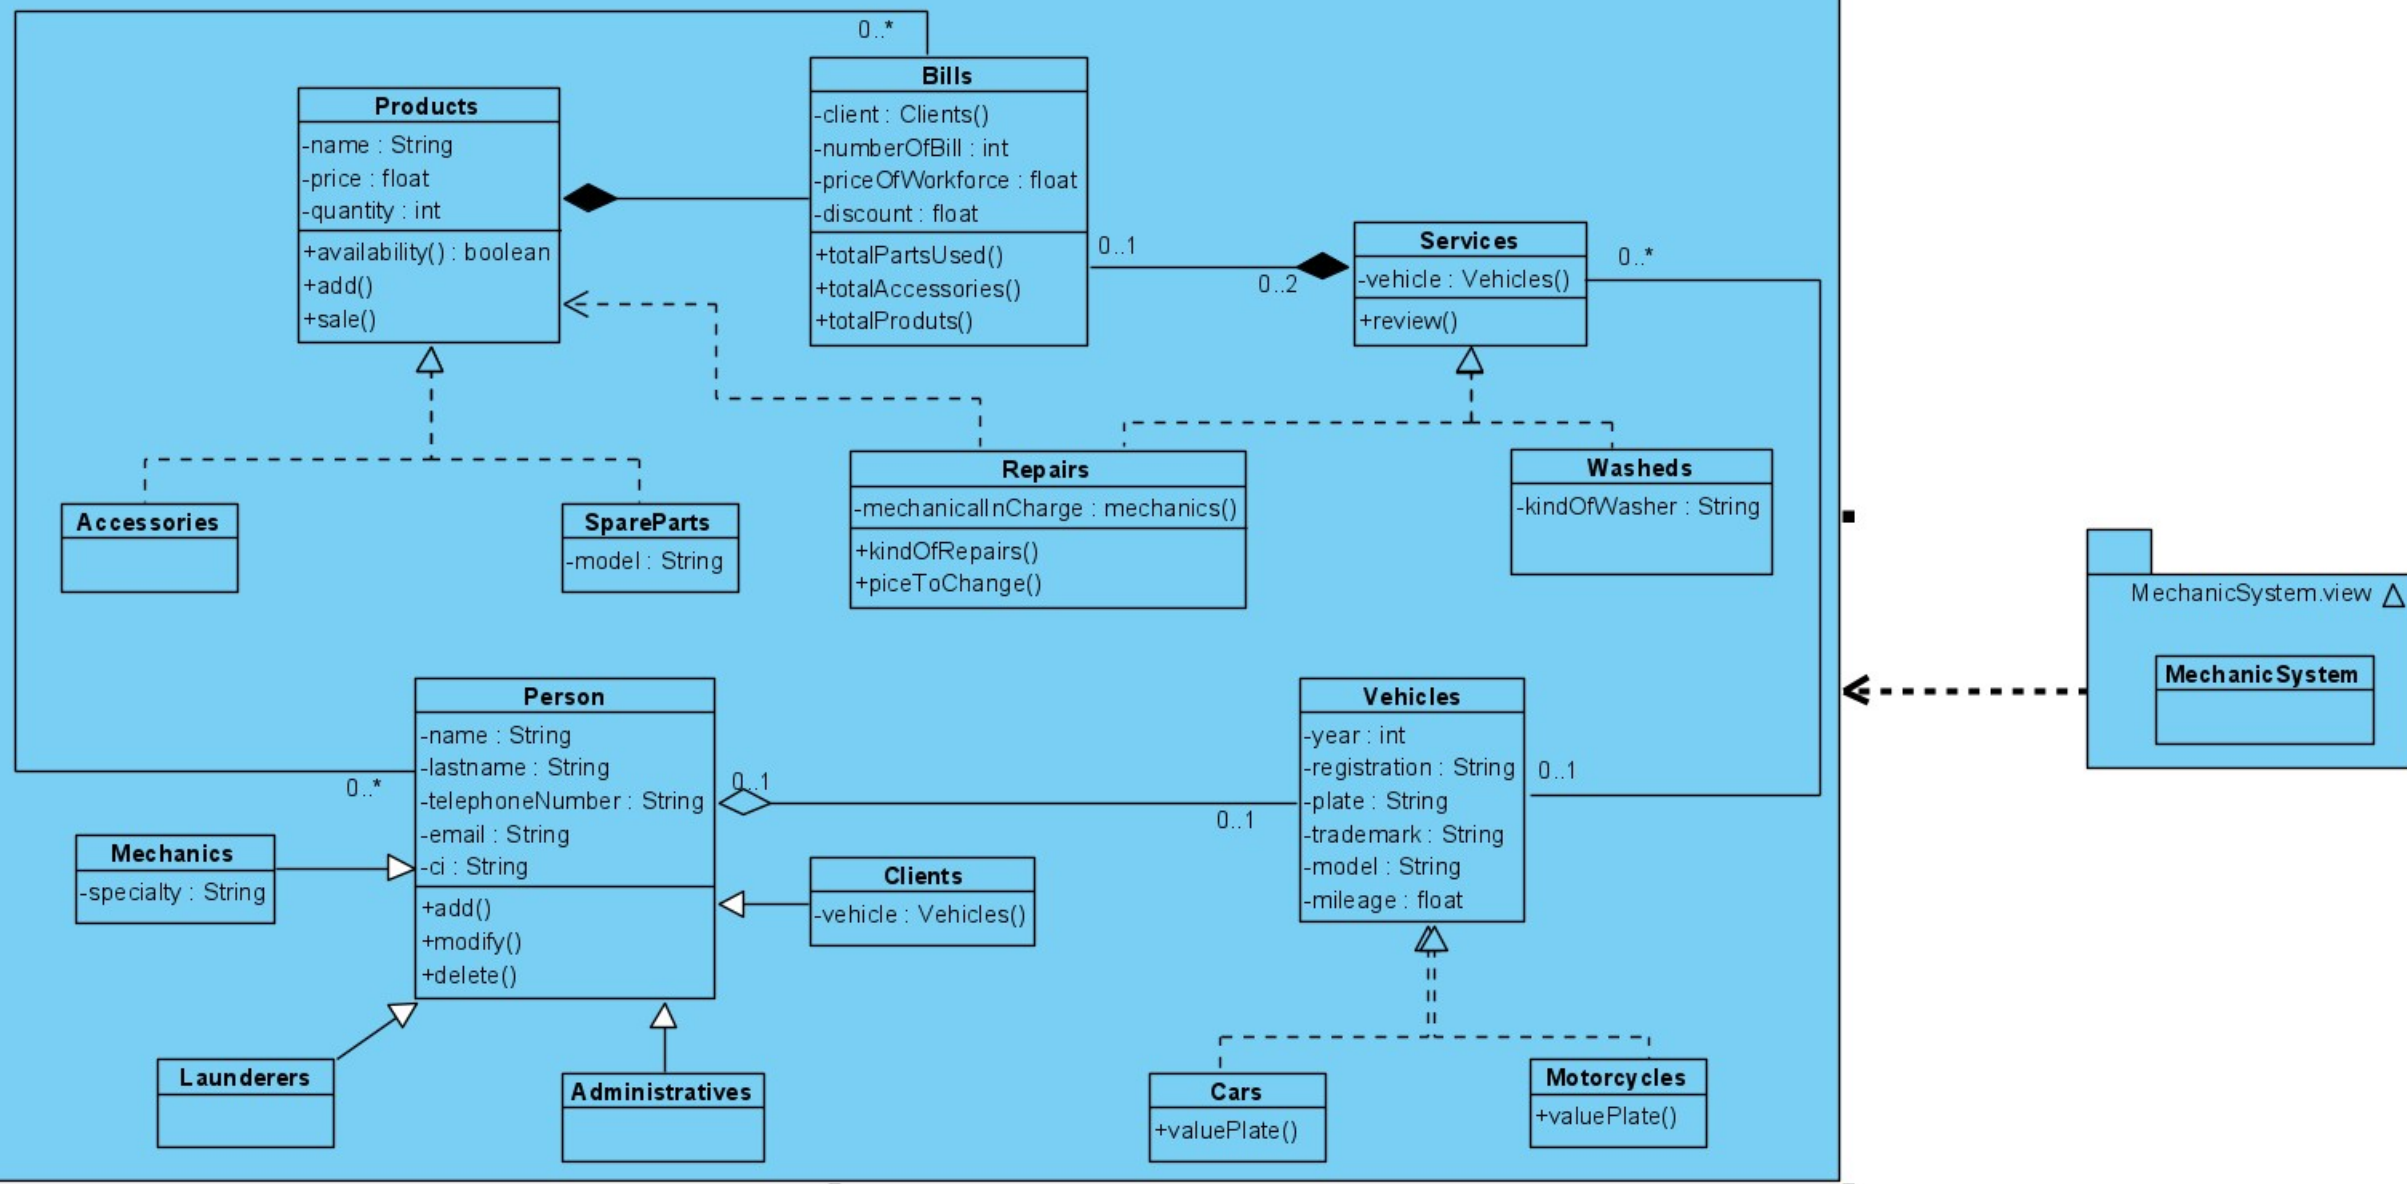 0..*
Bills
-client : Clients()
-numberOfBill : int
-priceOfWorkforce : float
-discount : float
+totalPartsUsed()
+totalAccessories()
+totalProduts()
Products
-name : String
-price : float
-quantity : int
+availability() : boolean
+add()
+sale()
0..1
0..2
Services
-vehicle : Vehicles()
+review()
0..*
Accessories
SpareParts
-model : String
Repairs
-mechanicalInCharge : mechanics()
+kindOfRepairs()
+piceToChange()
Washeds
-kindOfWasher : String
MechanicSystem.view
MechanicSystem
Person
-name : String
-lastname : String
-telephoneNumber : String
-email : String
-ci : String
+add()
+modify()
+delete()
0..*
0..1
0..1
Vehicles
-year : int
-registration : String
-plate : String
-trademark : String
-model : String
-mileage : float
0..1
Mechanics
-specialty : String
Clients
-vehicle : Vehicles()
Launderers
Administratives
Cars
+valuePlate()
Motorcycles
+valuePlate()